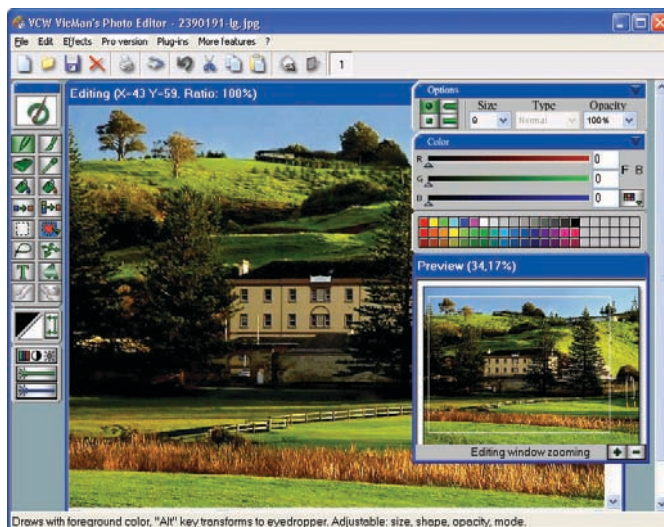 VCW VicMan's Photo Editor - 2390191-lg.jpg
File Edit Effects Pro version Plug-ins More features ?
1
Editing (X=43 Y=59, Ratio: 100%)
Options
Size Type Opacity
9 Normal 100%
Color
R 0
G 0
B 0
F B
Preview (34,17%)
T
Editing window zooming
Draws with foreground color, "Alt" key transforms to eyedropper. Adjustable: size, shape, opacity, mode.